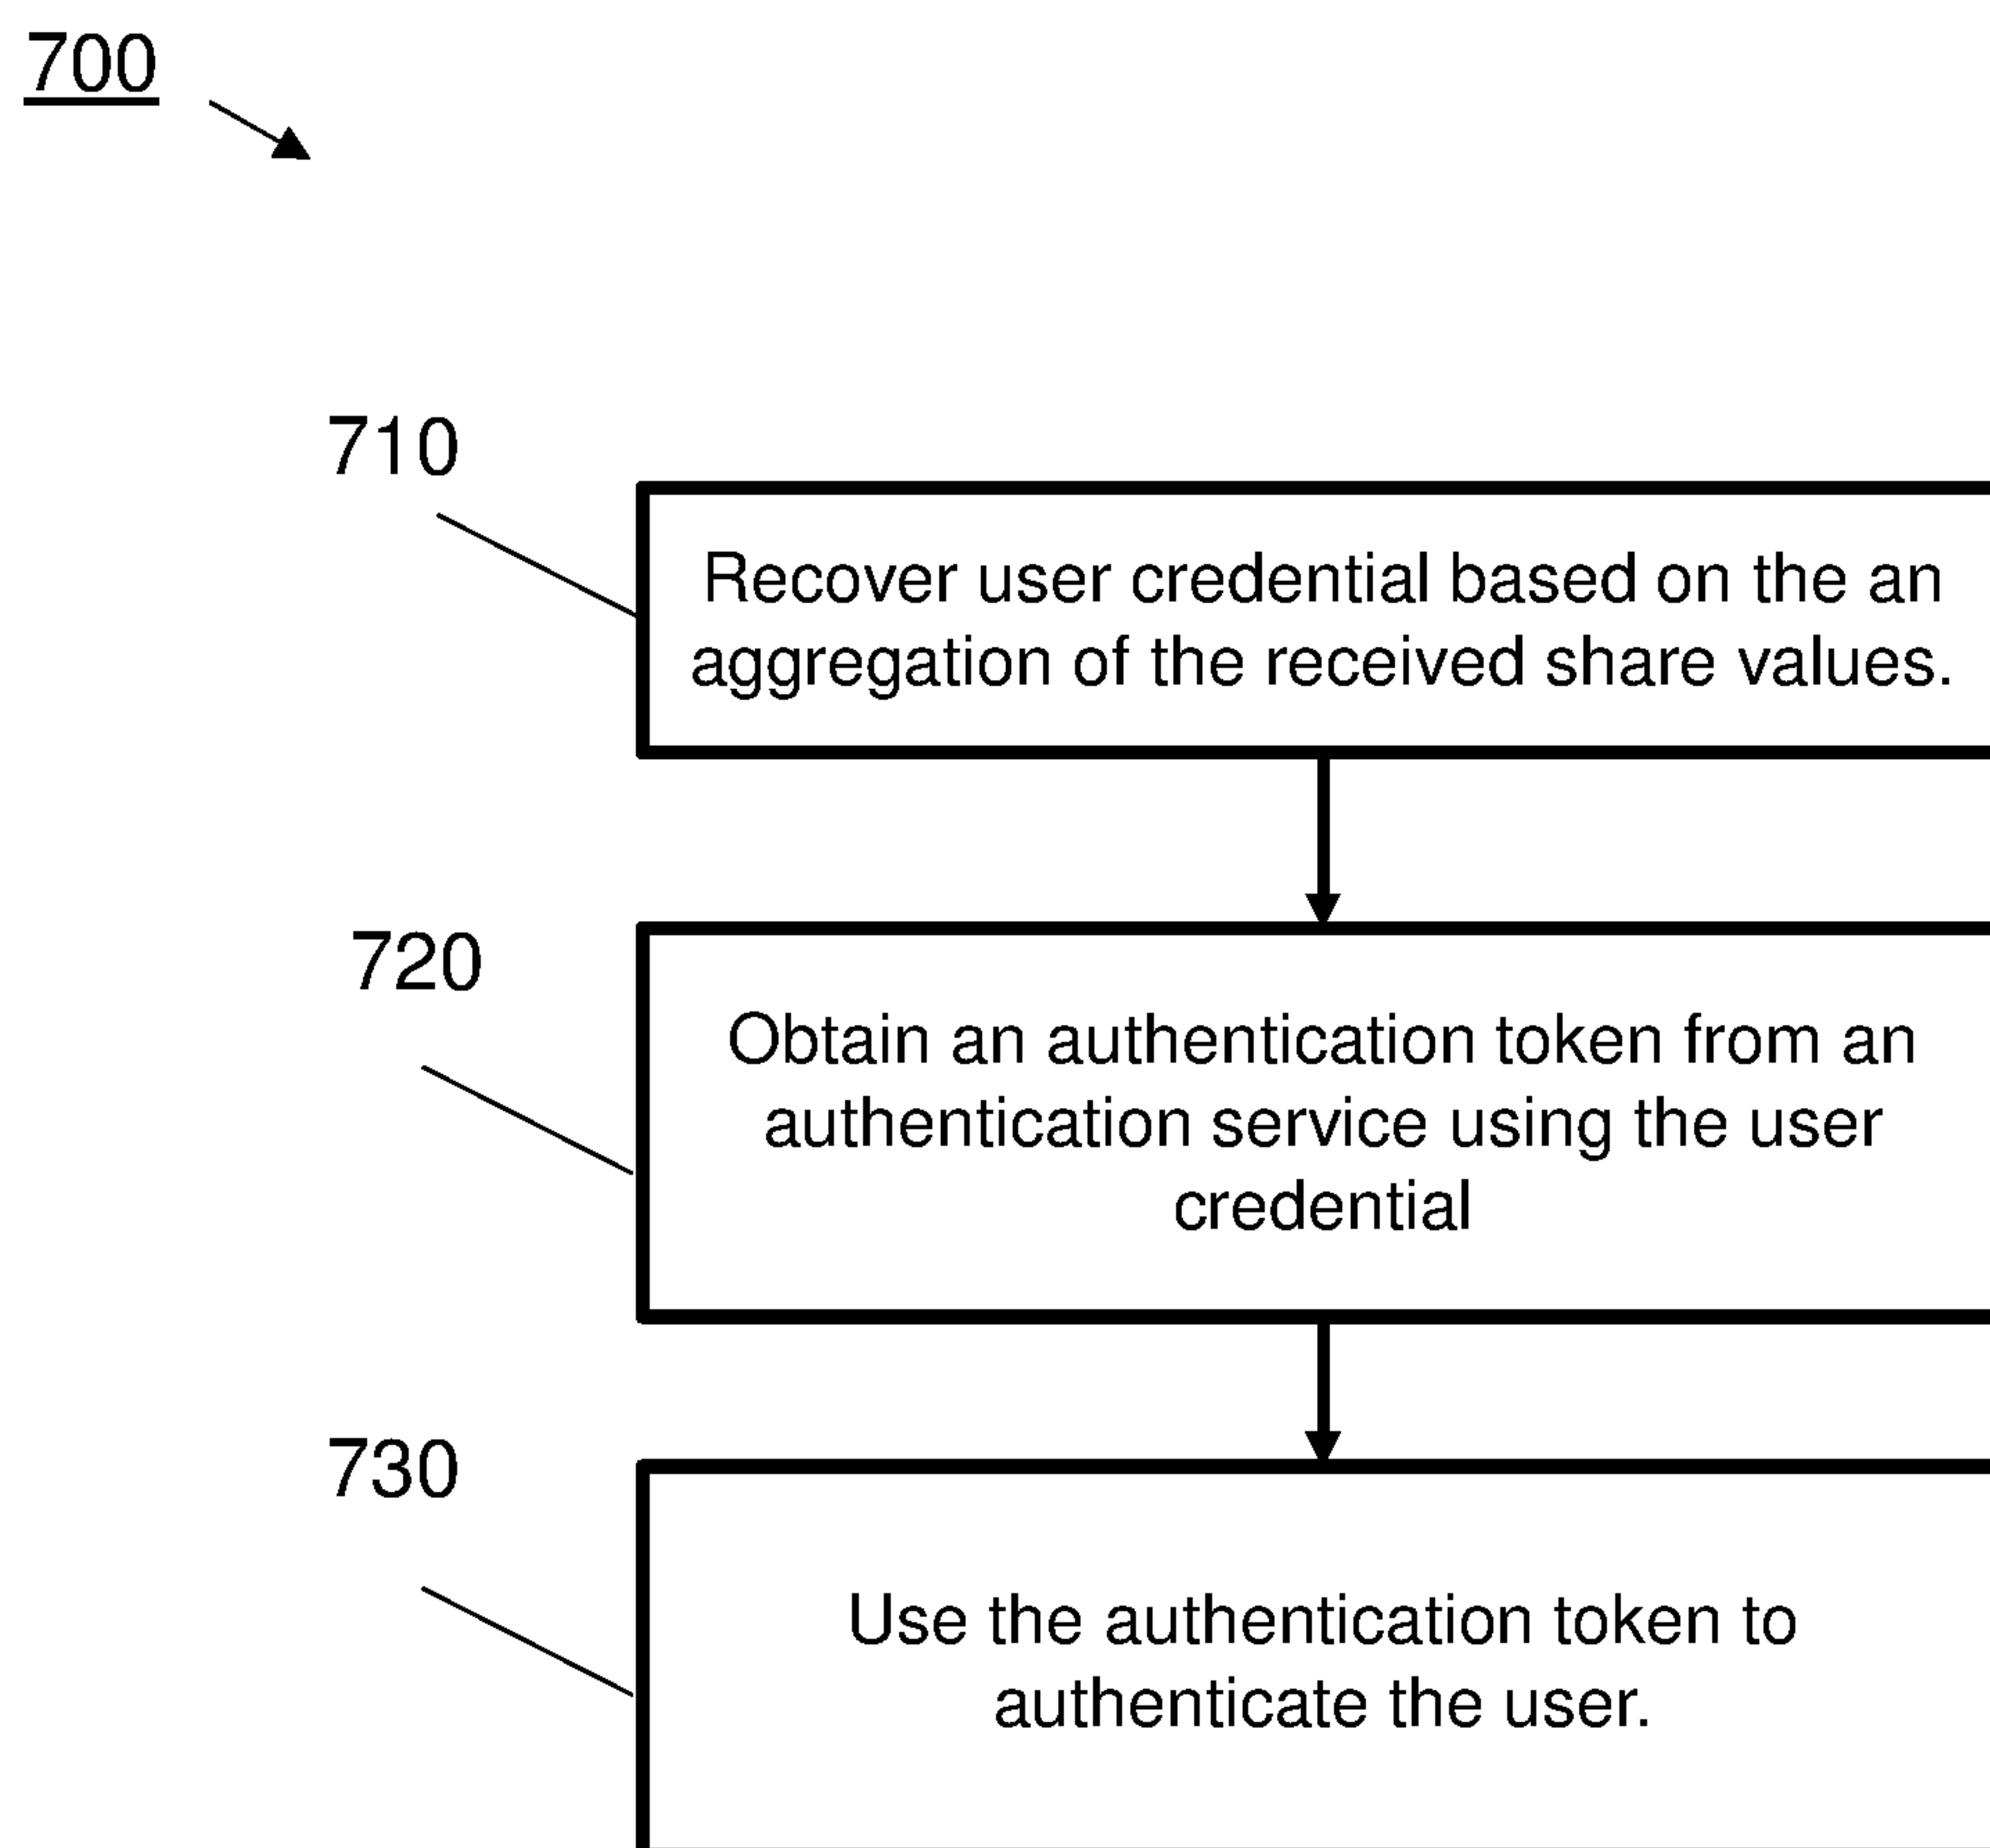 700
710
Recover user credential based on the an
aggregation of the received share values.
720
Obtain an authentication token from an
authentication service using the user
credential
730
Use the authentication token to
authenticate the user.